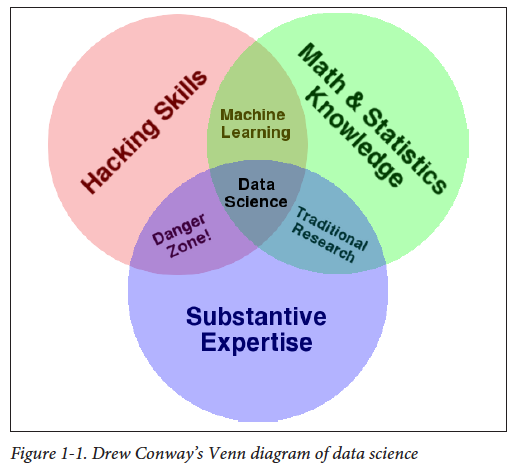 Hacking Skills
Math & Statistics
Knowledge
Machine
Learning
Data
Science
Danger
Zone!
Traditional
Research
Substantive
Expertise
Figure 1-1. Drew Conway's Venn diagram of data science